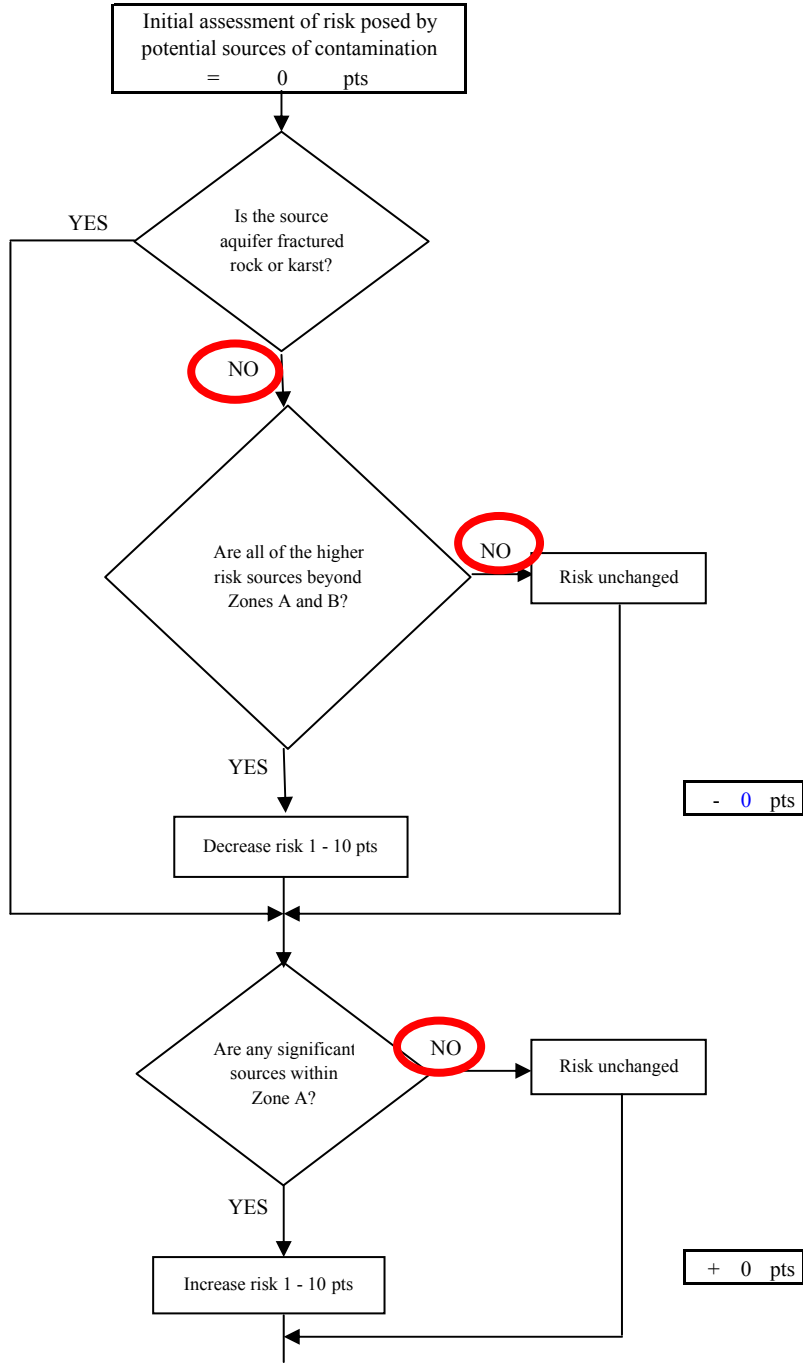 Initial assessment of risk posed by
potential sources of contamination
= 0 pts
YES
Is the source
aquifer fractured
rock or karst?
NO
Are all of the higher
risk sources beyond
Zones A and B?
NO
Risk unchanged
YES
- 0 pts
Decrease risk 1 - 10 pts
Are any significant
sources within
Zone A?
NO
Risk unchanged
YES
+ 0 pts
Increase risk 1 - 10 pts